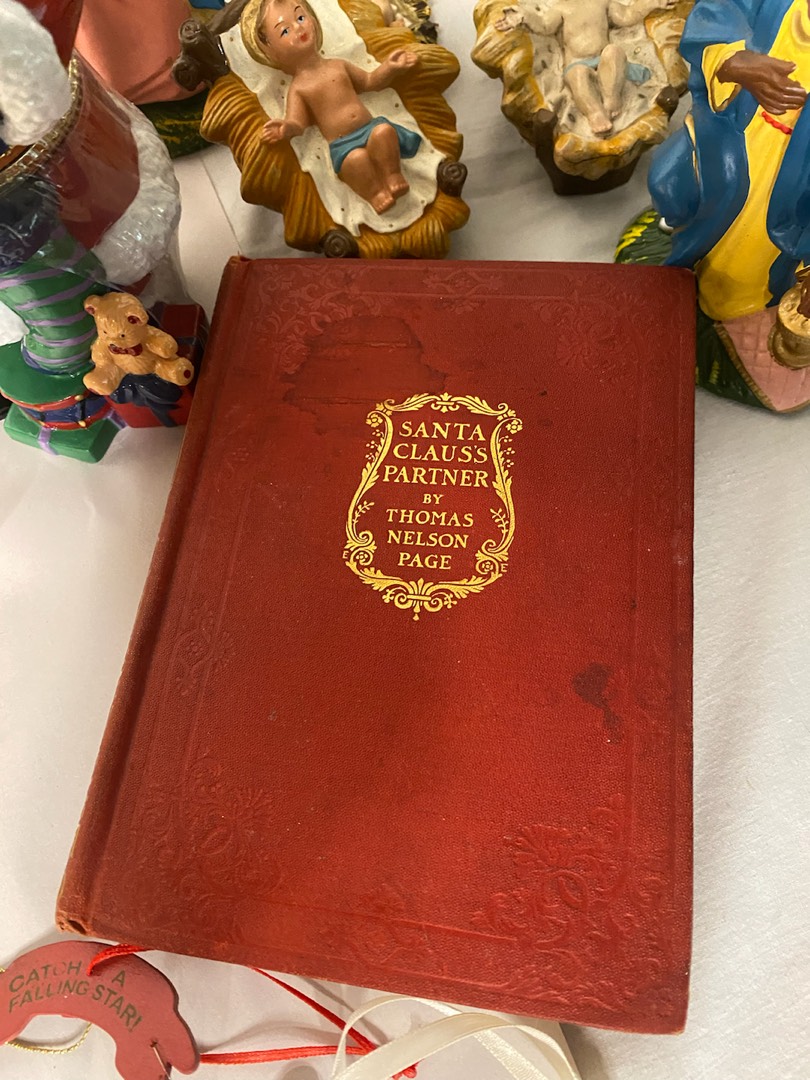 SANTA
CLAUS'S
PARTNER
BY
THOMAS
NELSON
PAGE
E E
CATCH A
FALLING STAR!